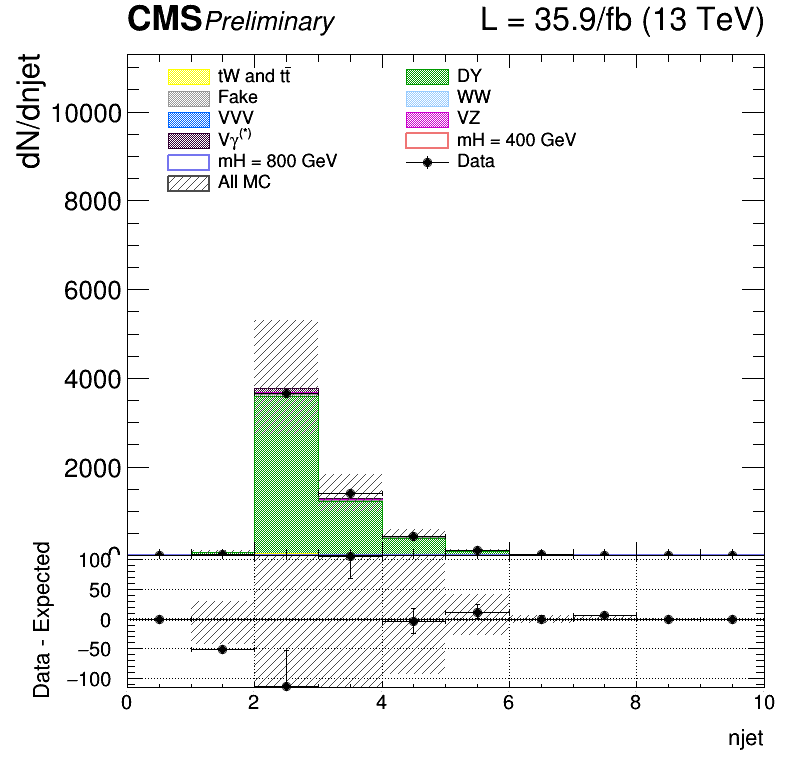 CMS Preliminary L = 35.9/fb (13 TeV)
dN/dnjet
tW and tt̄ DY
Fake WW
VVV VZ
Vγ(*) mH = 400 GeV
mH = 800 GeV Data
All MC
10000
8000
6000
4000
2000
0
Data - Expected
100
50
0
−50
−100
0 2 4 6 8 10
njet